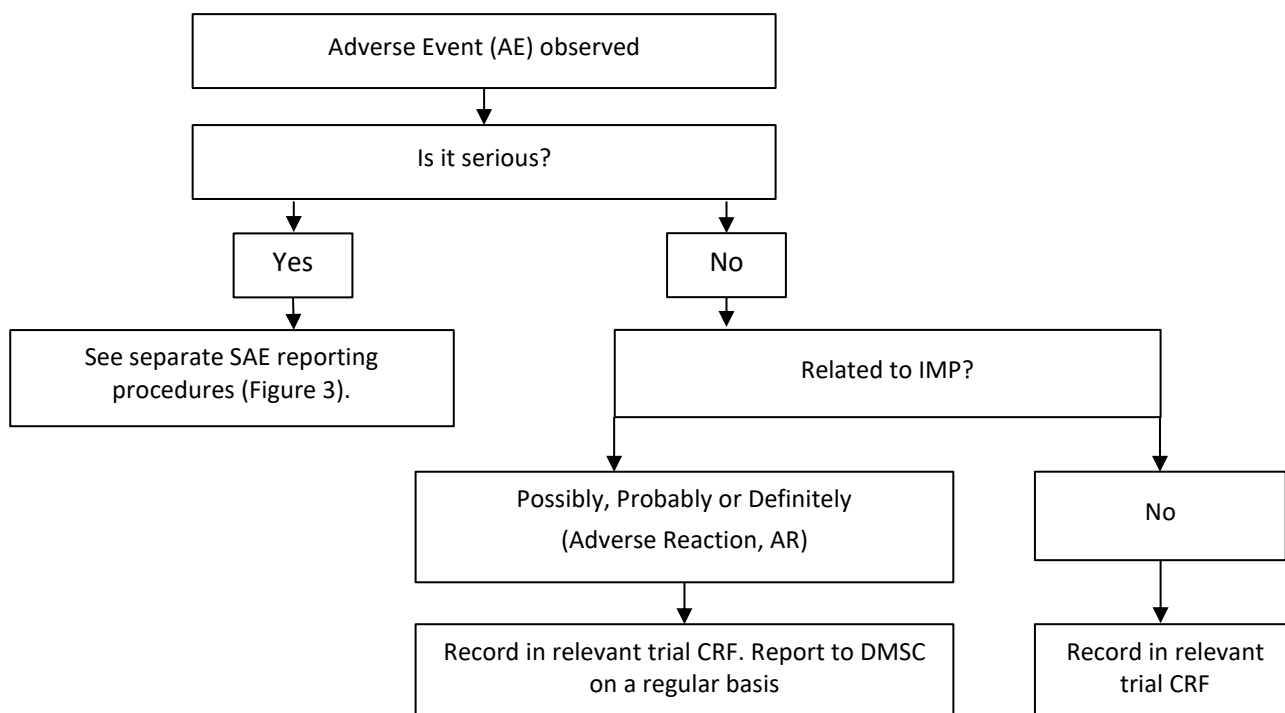 Adverse Event (AE) observed
Is it serious?
Yes
No
See separate SAE reporting
procedures (Figure 3).
Related to IMP?
Possibly, Probably or Definitely
(Adverse Reaction, AR)
No
Record in relevant trial CRF. Report to DMSC
on a regular basis
Record in relevant
trial CRF